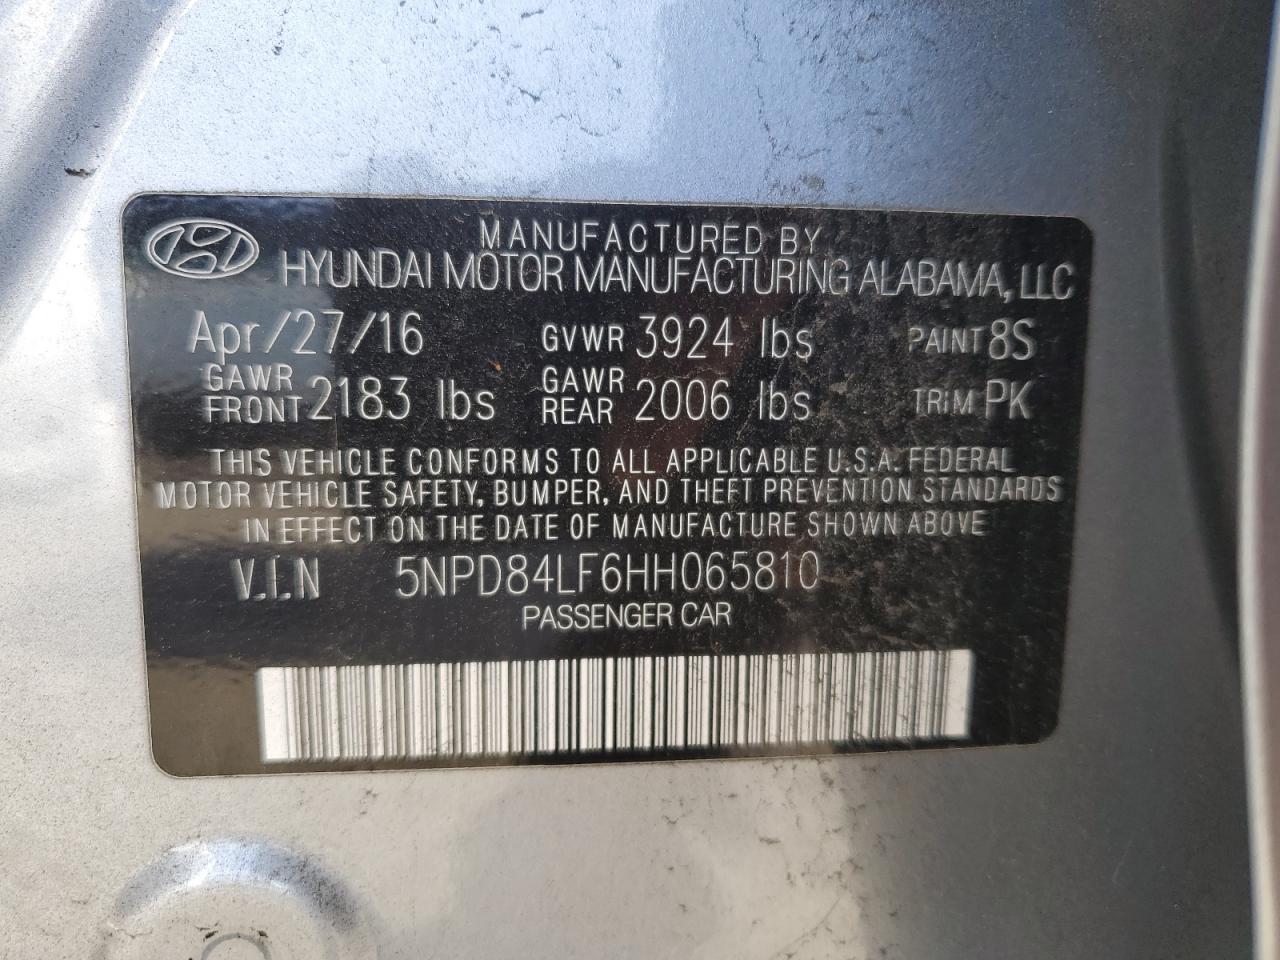 MANUFACTURED BY
HYUNDAI MOTOR MANUFACTURING ALABAMA, LLC
Apr/27/16 GVWR 3924 lbs PAINT 8S
GAWR FRONT 2183 lbs GAWR REAR 2006 lbs TRIM PK
THIS VEHICLE CONFORMS TO ALL APPLICABLE U.S.A. FEDERAL
MOTOR VEHICLE SAFETY, BUMPER, AND THEFT PREVENTION STANDARDS
IN EFFECT ON THE DATE OF MANUFACTURE SHOWN ABOVE
V.I.N 5NPD84LF6HH065810
PASSENGER CAR